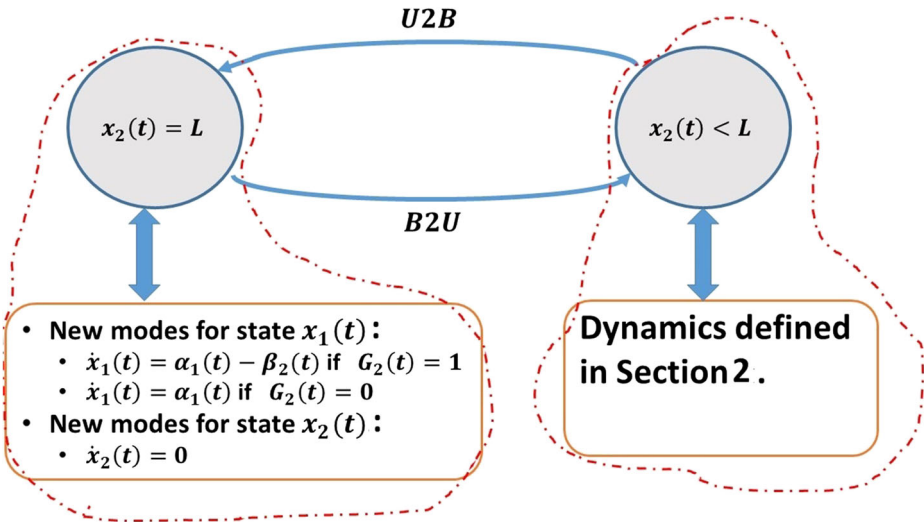 U2B
x₂(t) = L
x₂(t) < L
B2U
• New modes for state x₁(t):
• ẋ₁(t) = α₁(t) − β₂(t) if G₂(t) = 1
• ẋ₁(t) = α₁(t) if G₂(t) = 0
• New modes for state x₂(t):
• ẋ₂(t) = 0
Dynamics defined
in Section 2.